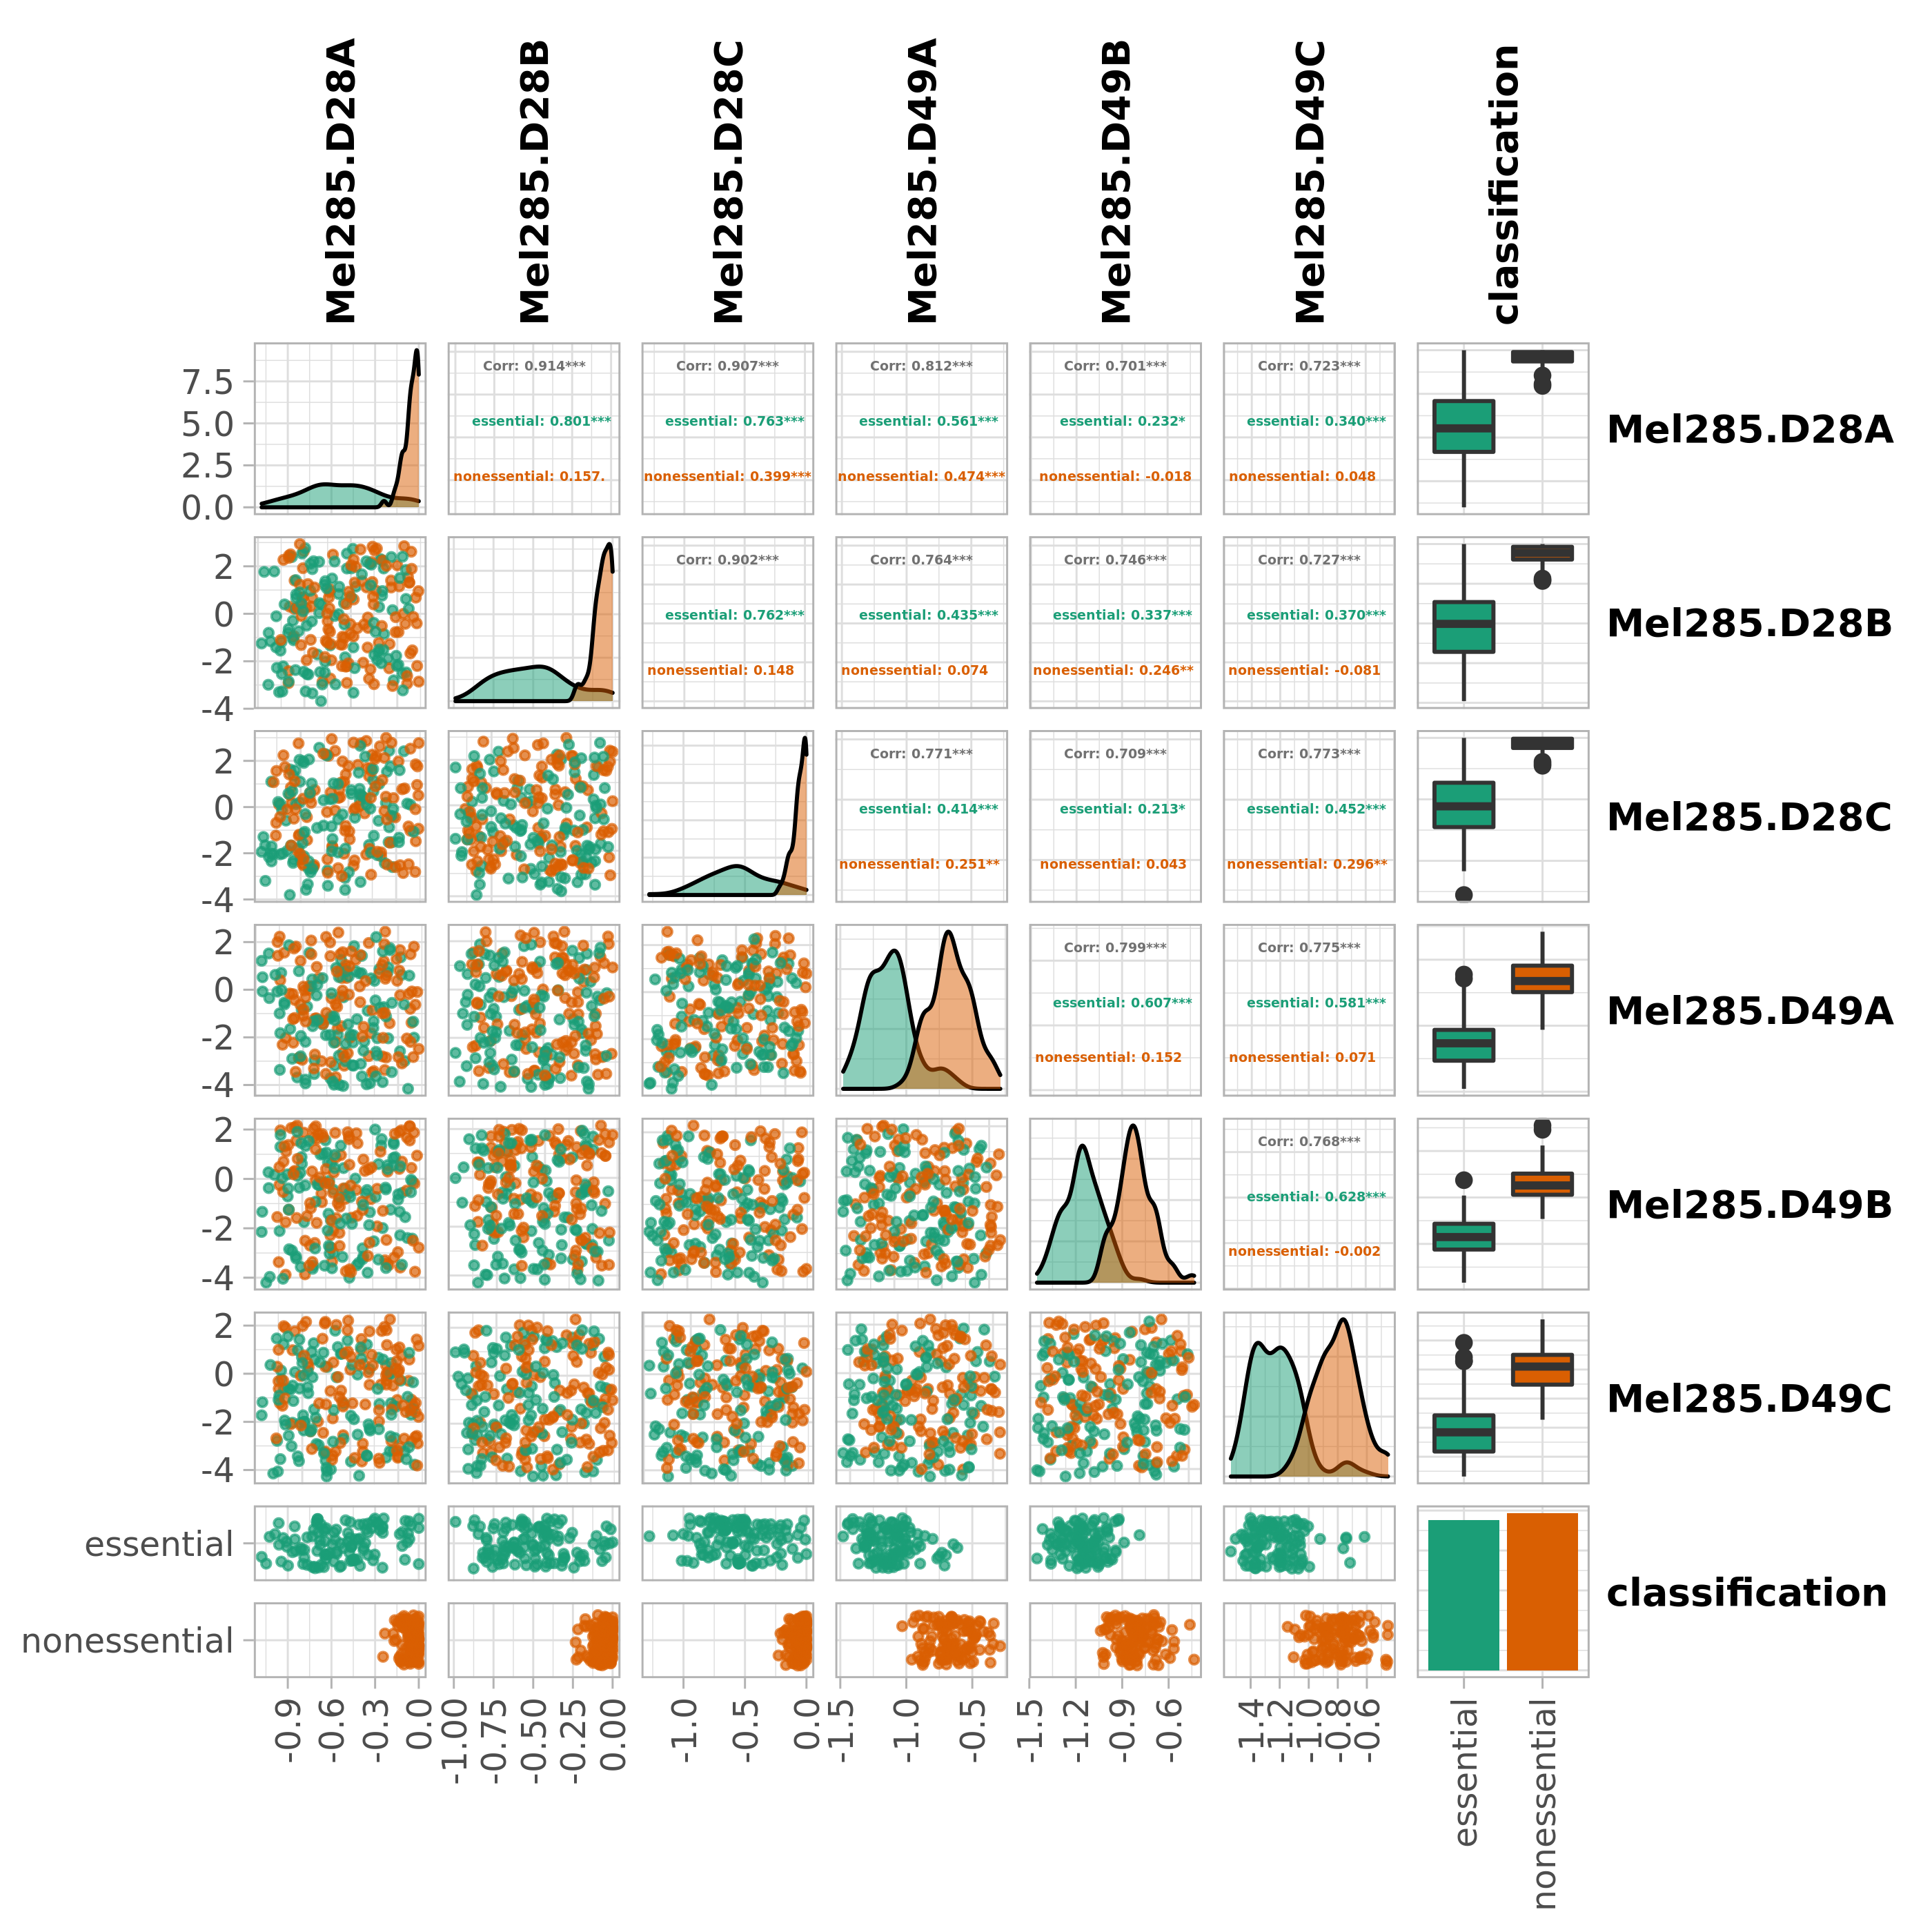 Mel285.D28A
Mel285.D28B
Mel285.D28C
Mel285.D49A
Mel285.D49B
Mel285.D49C
classification
7.5
5.0
2.5
0.0
Corr: 0.914***
essential: 0.801***
nonessential: 0.157.
Corr: 0.907***
essential: 0.763***
nonessential: 0.399***
Corr: 0.812***
essential: 0.561***
nonessential: 0.474***
Corr: 0.701***
essential: 0.232*
nonessential: -0.018
Corr: 0.723***
essential: 0.340***
nonessential: 0.048
Mel285.D28A
2
0
-2
-4
Corr: 0.902***
essential: 0.762***
nonessential: 0.148
Corr: 0.764***
essential: 0.435***
nonessential: 0.074
Corr: 0.746***
essential: 0.337***
nonessential: 0.246**
Corr: 0.727***
essential: 0.370***
nonessential: -0.081
Mel285.D28B
2
0
-2
-4
Corr: 0.771***
essential: 0.414***
nonessential: 0.251**
Corr: 0.709***
essential: 0.213*
nonessential: 0.043
Corr: 0.773***
essential: 0.452***
nonessential: 0.296**
Mel285.D28C
2
0
-2
-4
Corr: 0.799***
essential: 0.607***
nonessential: 0.152
Corr: 0.775***
essential: 0.581***
nonessential: 0.071
Mel285.D49A
2
0
-2
-4
Corr: 0.768***
essential: 0.628***
nonessential: -0.002
Mel285.D49B
2
0
-2
-4
Mel285.D49C
essential
nonessential
classification
-0.9
-0.6
-0.3
0.0
-1.00
-0.75
-0.50
-0.25
0.00
-1.0
-0.5
0.0
-1.5
-1.0
-0.5
-1.5
-1.2
-0.9
-0.6
-1.4
-1.2
-1.0
-0.8
-0.6
essential
nonessential